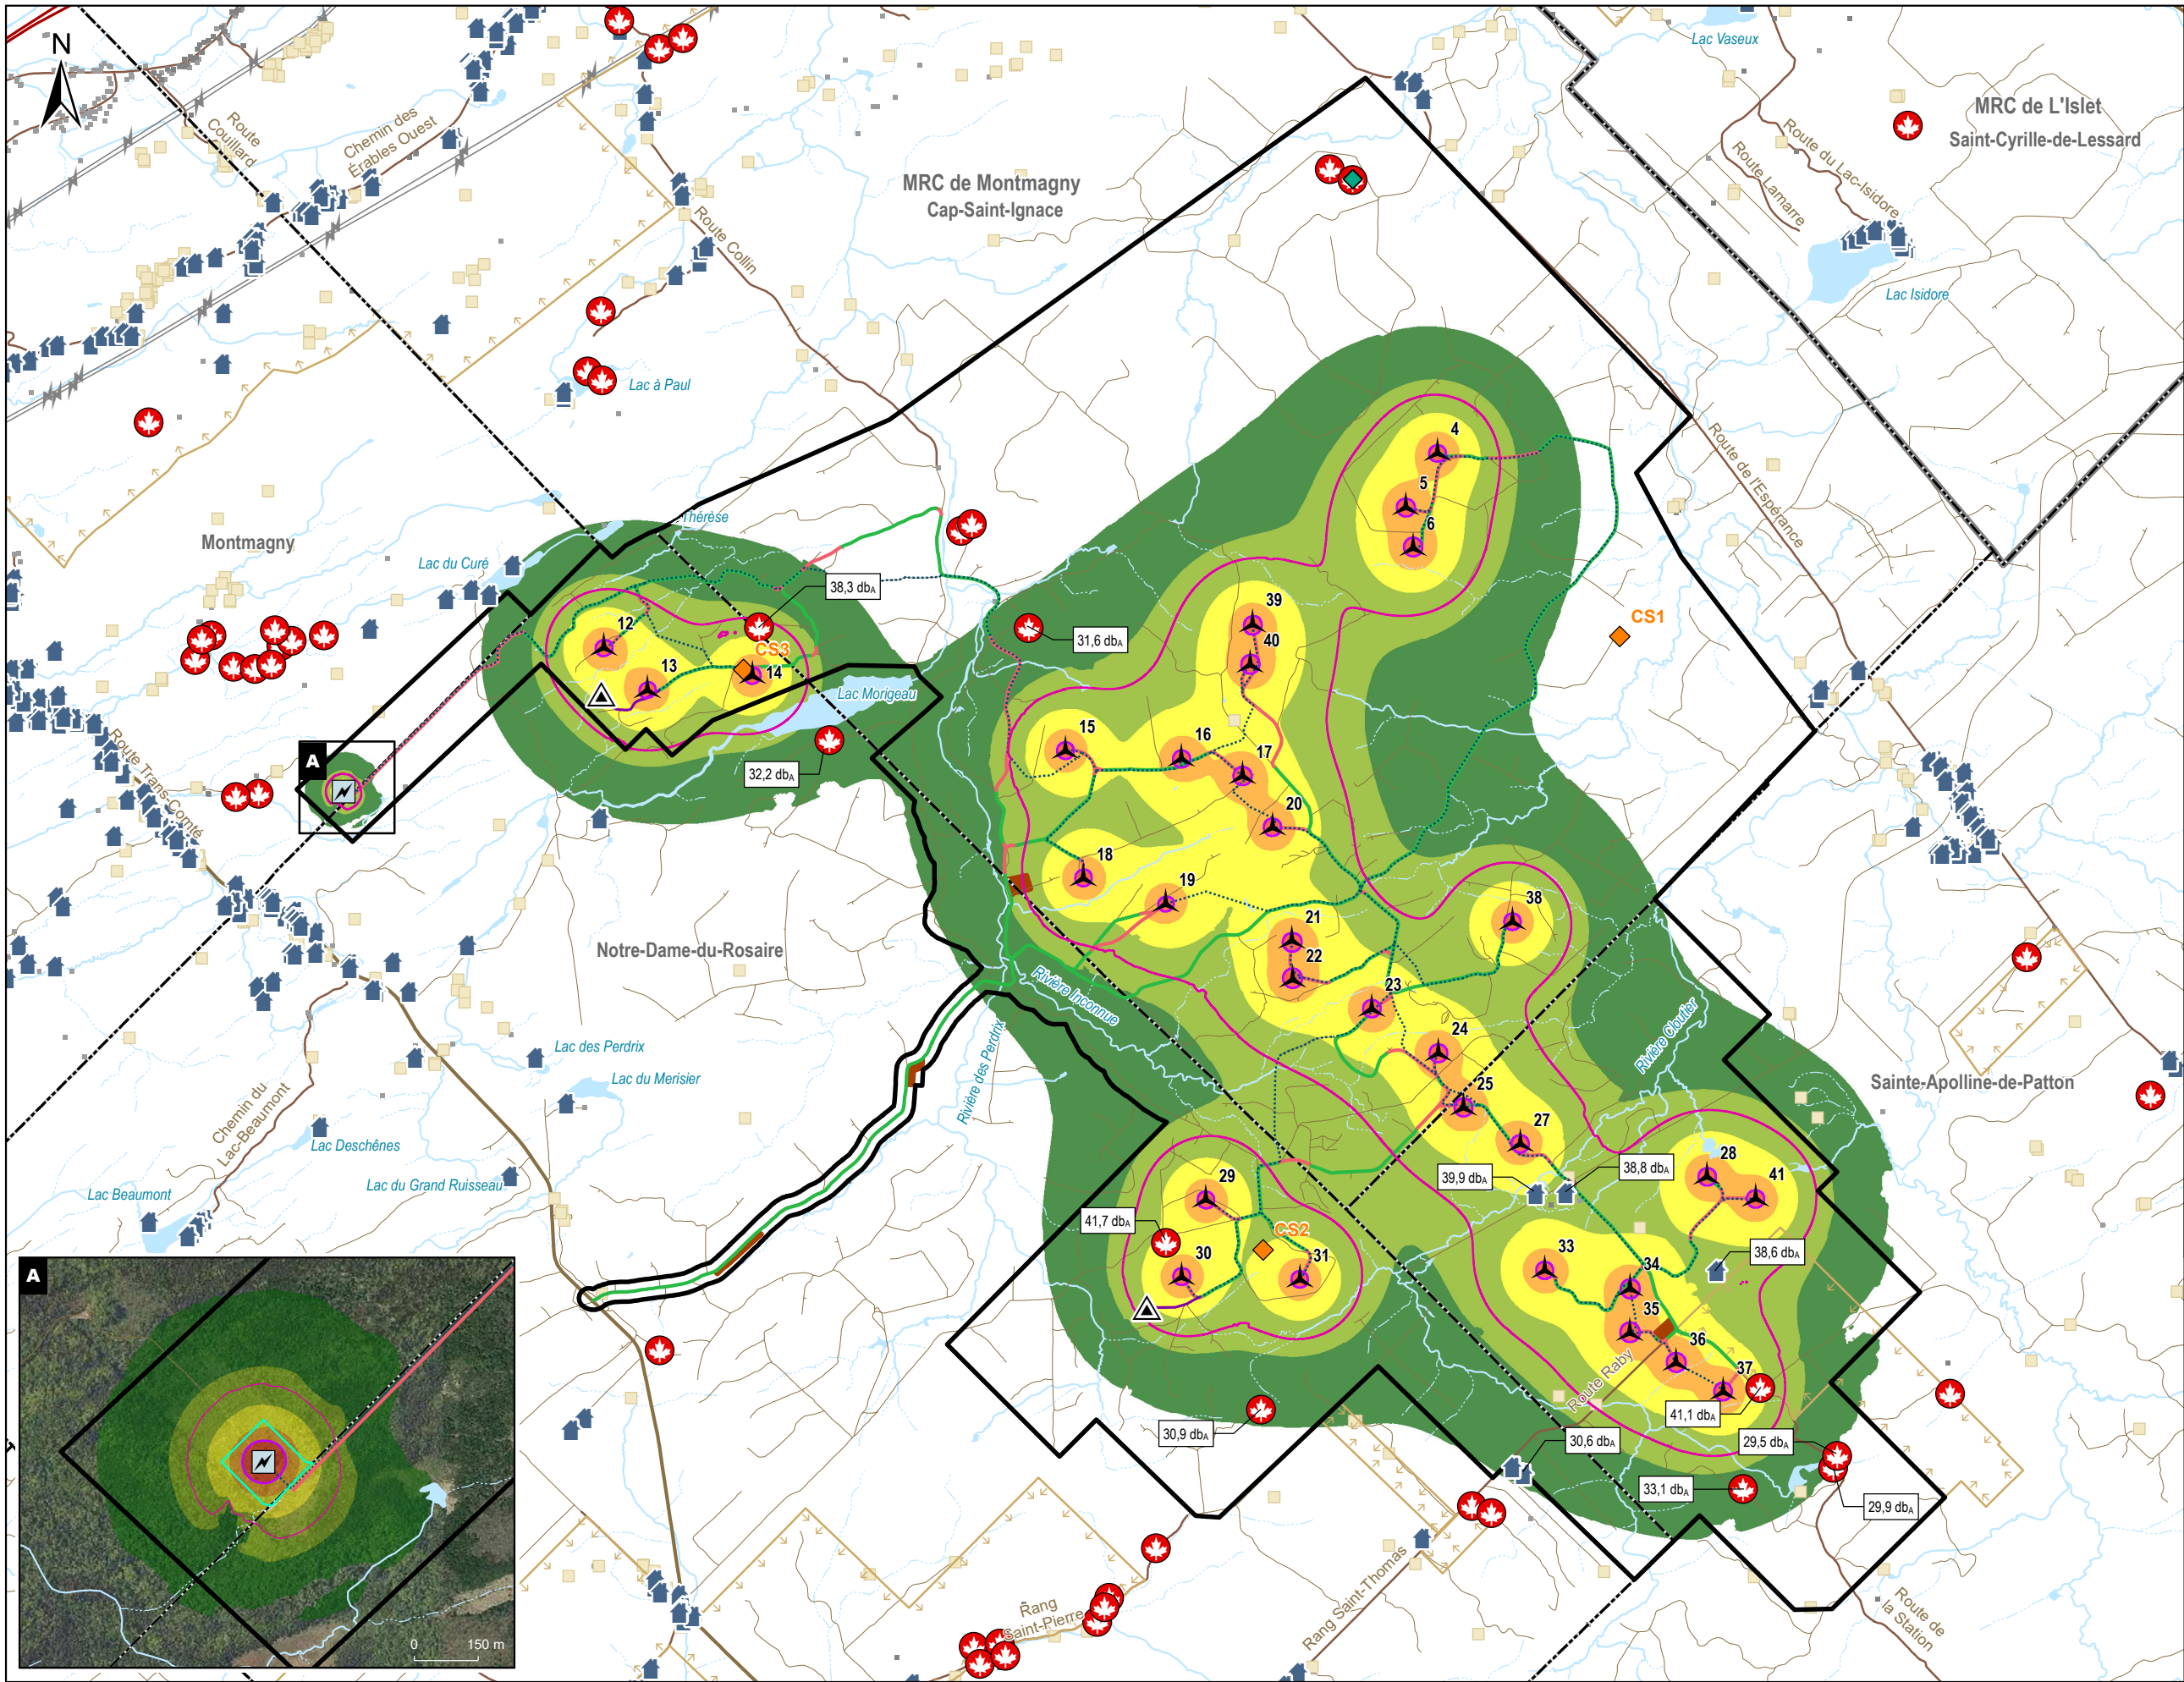 N
Lac Vaseux
MRC de L'Islet
Saint-Cyrille-de-Lessard
Route du Lac-Isidore
Route Lamarre
Lac Isidore
Route
Couillard
Chemin des
Érables Ouest
MRC de Montmagny
Cap-Saint-Ignace
Route Collin
Lac à Paul
Route de l'Espérance
Montmagny
Lac du Curé
Thérèse
4
5
6
38,3 dbA
31,6 dbA
CS1
39
40
12
13
CS3
14
Lac Morigeau
32,2 dbA
A
Route Trans-Comté
15
16
17
20
18
19
38
21
22
23
Notre-Dame-du-Rosaire
Rivière Inconnue
Rivière des Perdrix
Rivière Cloutier
24
25
27
Lac des Perdrix
Lac du Merisier
Sainte-Apolline-de-Patton
Chemin du
Lac-Beaumont
Lac Deschênes
Lac du Grand Ruisseau
Lac Beaumont
39,9 dbA
38,8 dbA
28
41
29
41,7 dbA
CS2
30
31
33
34
38,6 dbA
35
36
37
Route Raby
41,1 dbA
30,9 dbA
30,6 dbA
29,5 dbA
33,1 dbA
29,9 dbA
A
0 150 m
Rang
Saint-Pierre
Rang Saint-Thomas
Route de
la Station